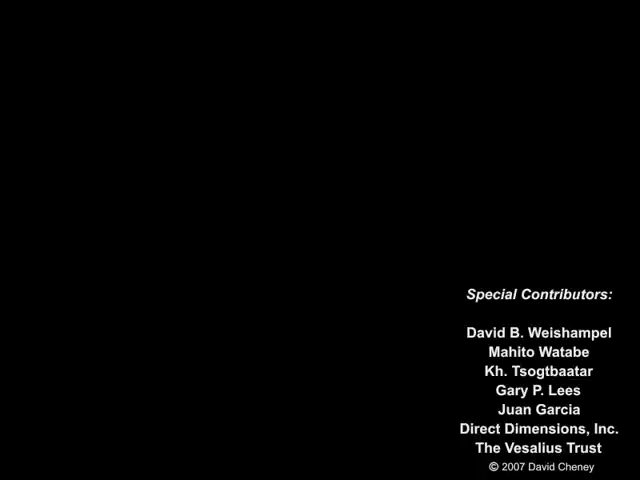 Special Contributors:
David B. Weishampel
Mahito Watabe
Kh. Tsogtbaatar
Gary P. Lees
Juan Garcia
Direct Dimensions, Inc.
The Vesalius Trust
© 2007 David Cheney